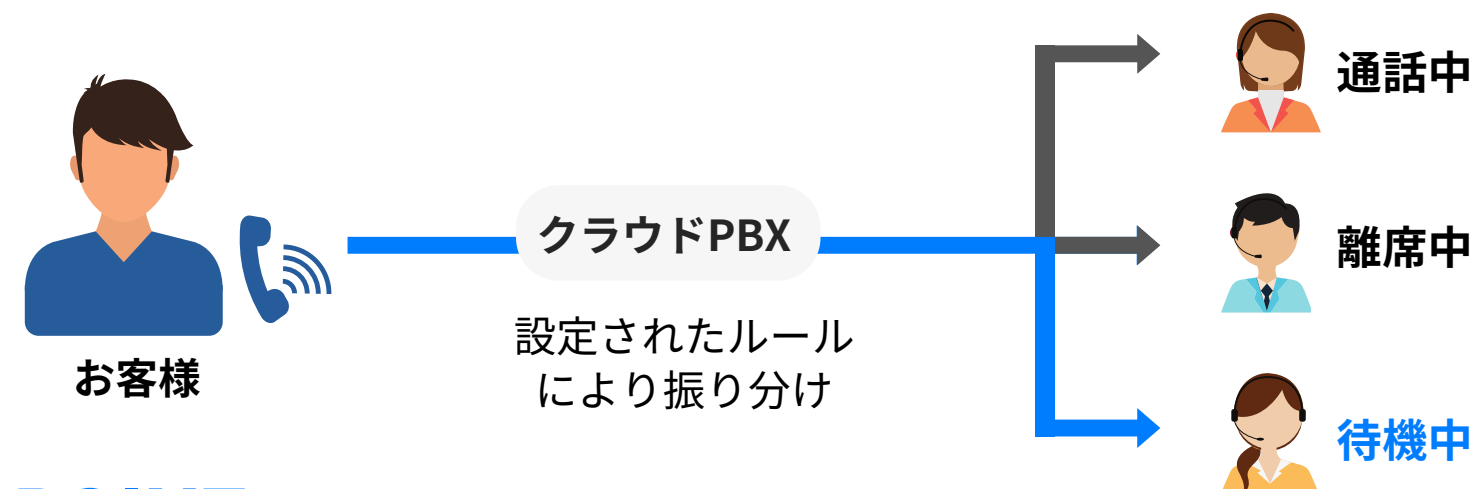 通話中
クラウドPBX
離席中
設定されたルール
により振り分け
お客様
待機中